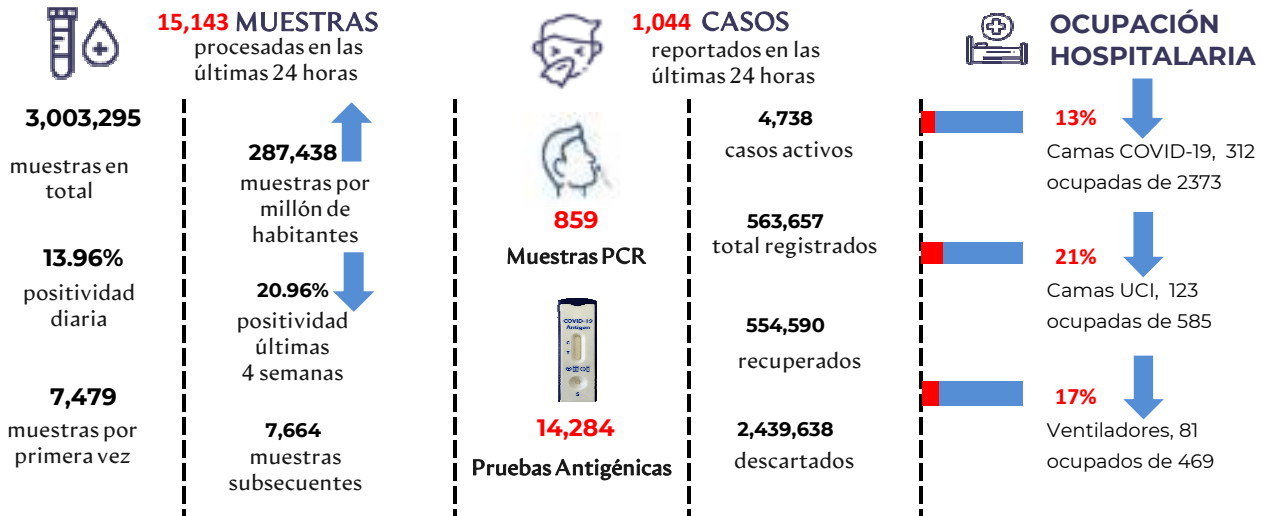 15,143 MUESTRAS
procesadas en las
últimas 24 horas
3,003,295
muestras en
total
13.96%
positividad
diaria
7,479
muestras por
primera vez
287,438
muestras por
millón de
habitantes
20.96%
positividad
últimas
4 semanas
7,664
muestras
subsecuentes
1,044 CASOS
reportados en las
últimas 24 horas
859
Muestras PCR
COVID-19
Antigen
C
T
S
14,284
Pruebas Antigénicas
4,738
casos activos
563,657
total registrados
554,590
recuperados
2,439,638
descartados
OCUPACIÓN
HOSPITALARIA
13%
Camas COVID-19, 312
ocupadas de 2373
21%
Camas UCI, 123
ocupadas de 585
17%
Ventiladores, 81
ocupados de 469